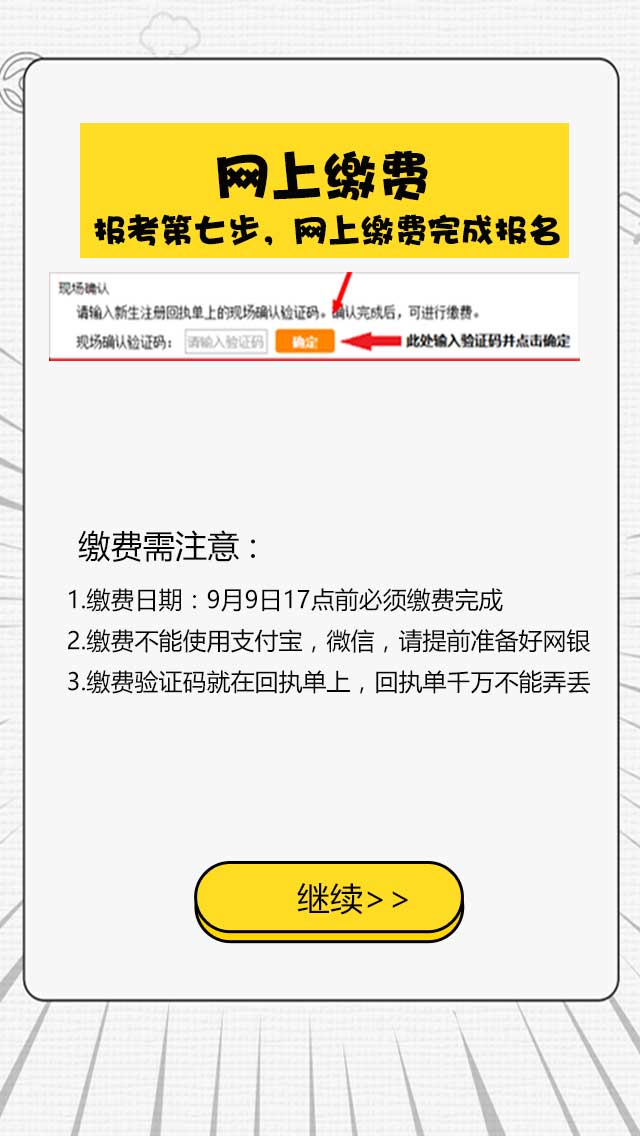 网上缴费
报考第七步，网上缴费完成报名
现场确认
请输入新生注册回执单上的现场确认验证码。确认完成后，可进行缴费。
现场确认验证码： 请输入验证码 确定 此处输入验证码并点击确定
缴费需注意：
1.缴费日期：9月9日17点前必须缴费完成
2.缴费不能使用支付宝，微信，请提前准备好网银
3.缴费验证码就在回执单上，回执单千万不能弄丢
继续>>